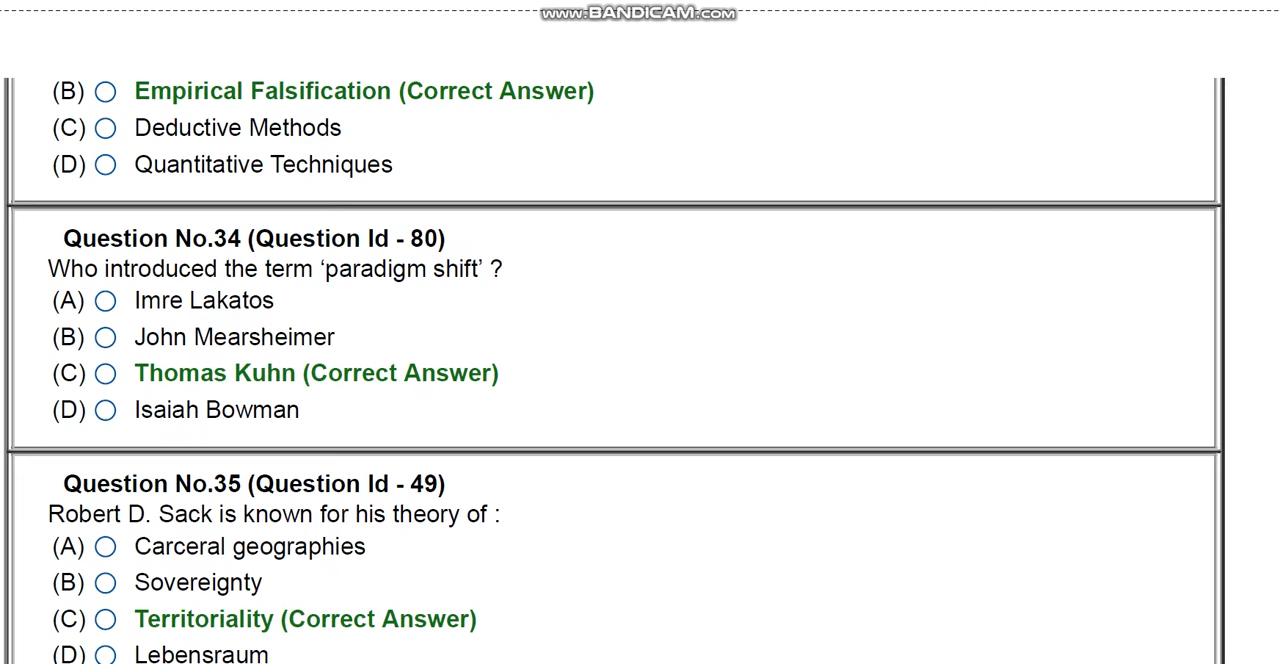 www.BANDICAM.com
(B) Empirical Falsification (Correct Answer)
(C) Deductive Methods
(D) Quantitative Techniques
Question No.34 (Question Id - 80)
Who introduced the term ‘paradigm shift’ ?
(A) Imre Lakatos
(B) John Mearsheimer
(C) Thomas Kuhn (Correct Answer)
(D) Isaiah Bowman
Question No.35 (Question Id - 49)
Robert D. Sack is known for his theory of :
(A) Carceral geographies
(B) Sovereignty
(C) Territoriality (Correct Answer)
(D) Lebensraum